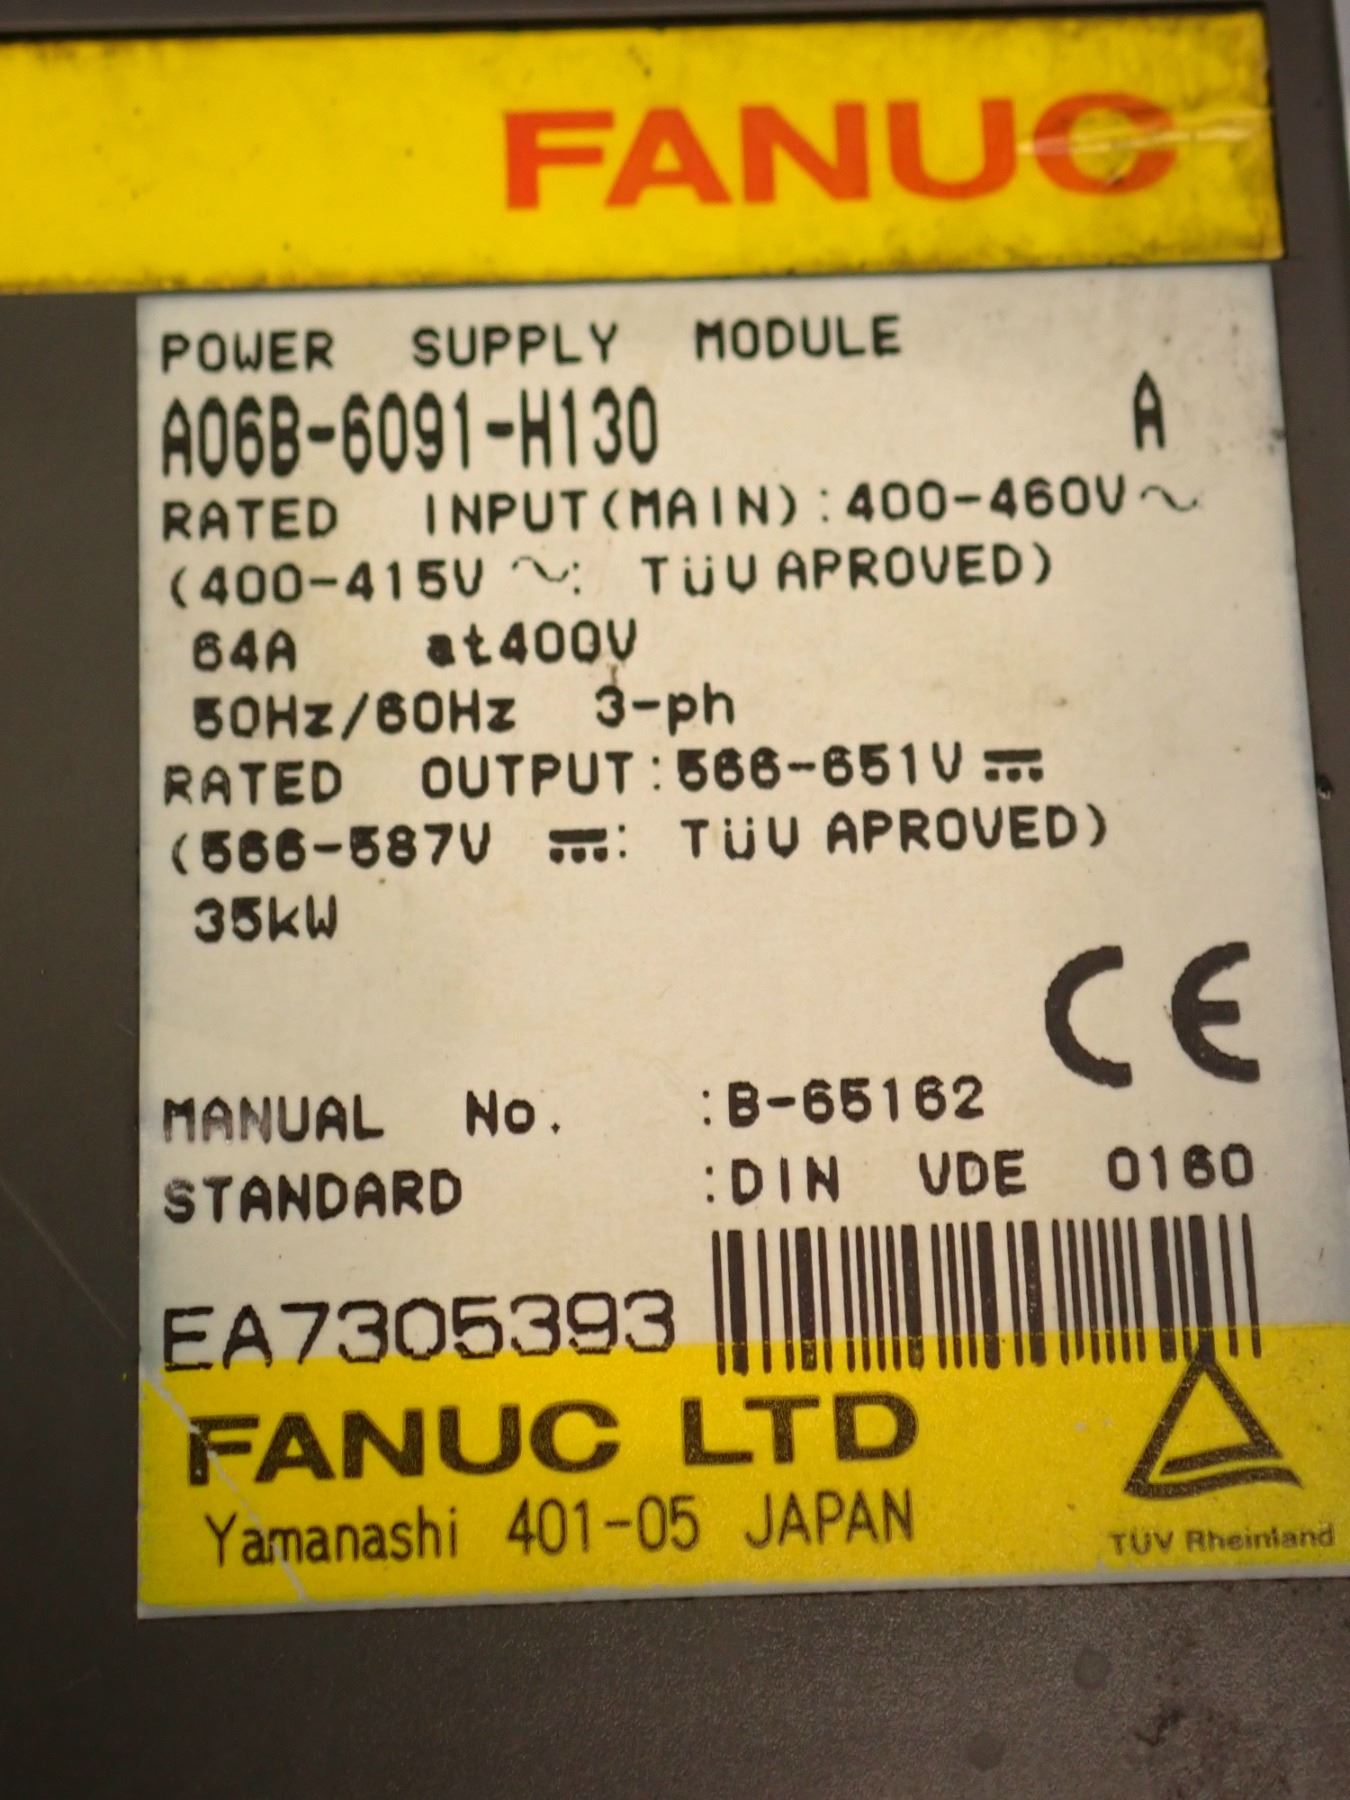 FANUC
POWER SUPPLY MODULE
A06B-6091-H130 A
RATED INPUT(MAIN):400-460V~
(400-415V ~: TÜV APROVED)
64A at400V
50Hz/60Hz 3-ph
RATED OUTPUT:566-651V ⎓
(566-587V ⎓: TÜV APROVED)
35kW
CE
MANUAL No. :B-65162
STANDARD :DIN VDE 0160
EA7305393
FANUC LTD
Yamanashi 401-05 JAPAN
TÜV Rheinland